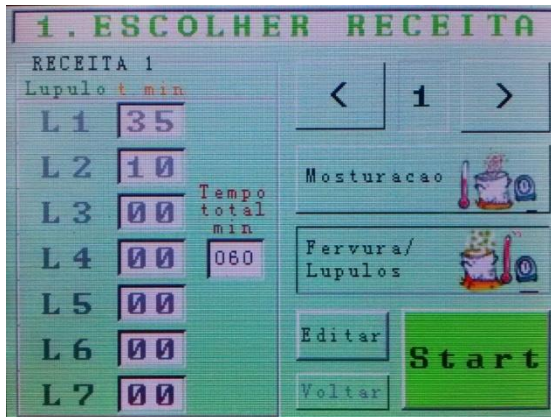 1.ESCOLHER RECEITA
RECEITA 1
Lupulo t.min
L1 35
L2 10
L3 00
L4 00
L5 00
L6 00
L7 00
Tempo
total
min
060
< 1 >
Mosturacao
Fervura/
Lupulos
Editar
Voltar
Start